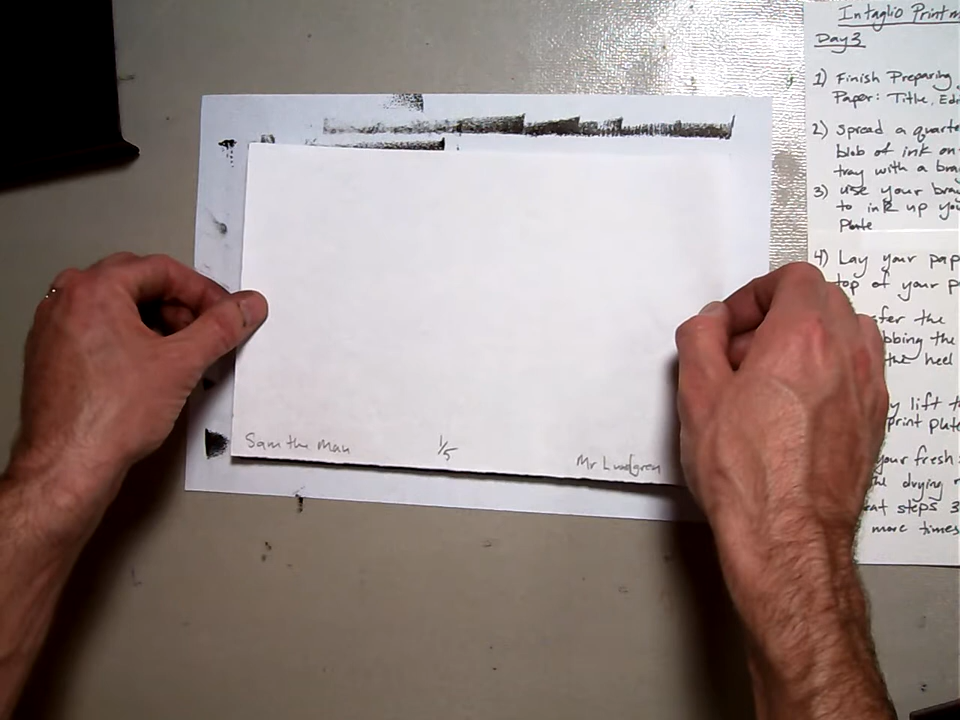 Intaglio Printm
Day 3
1) Finish Preparing
Paper: Title, Edi
2) spread a quarte
blob of ink on
tray with a bra
3) use your bra
to ink up you
Plate
4) Lay your pap
top of your p
sfer the
bbing the
the heel
y lift t
print plate
your fresh
the drying r
eat steps 3
more times
Sam the Man 1/5 Mr Lundgren